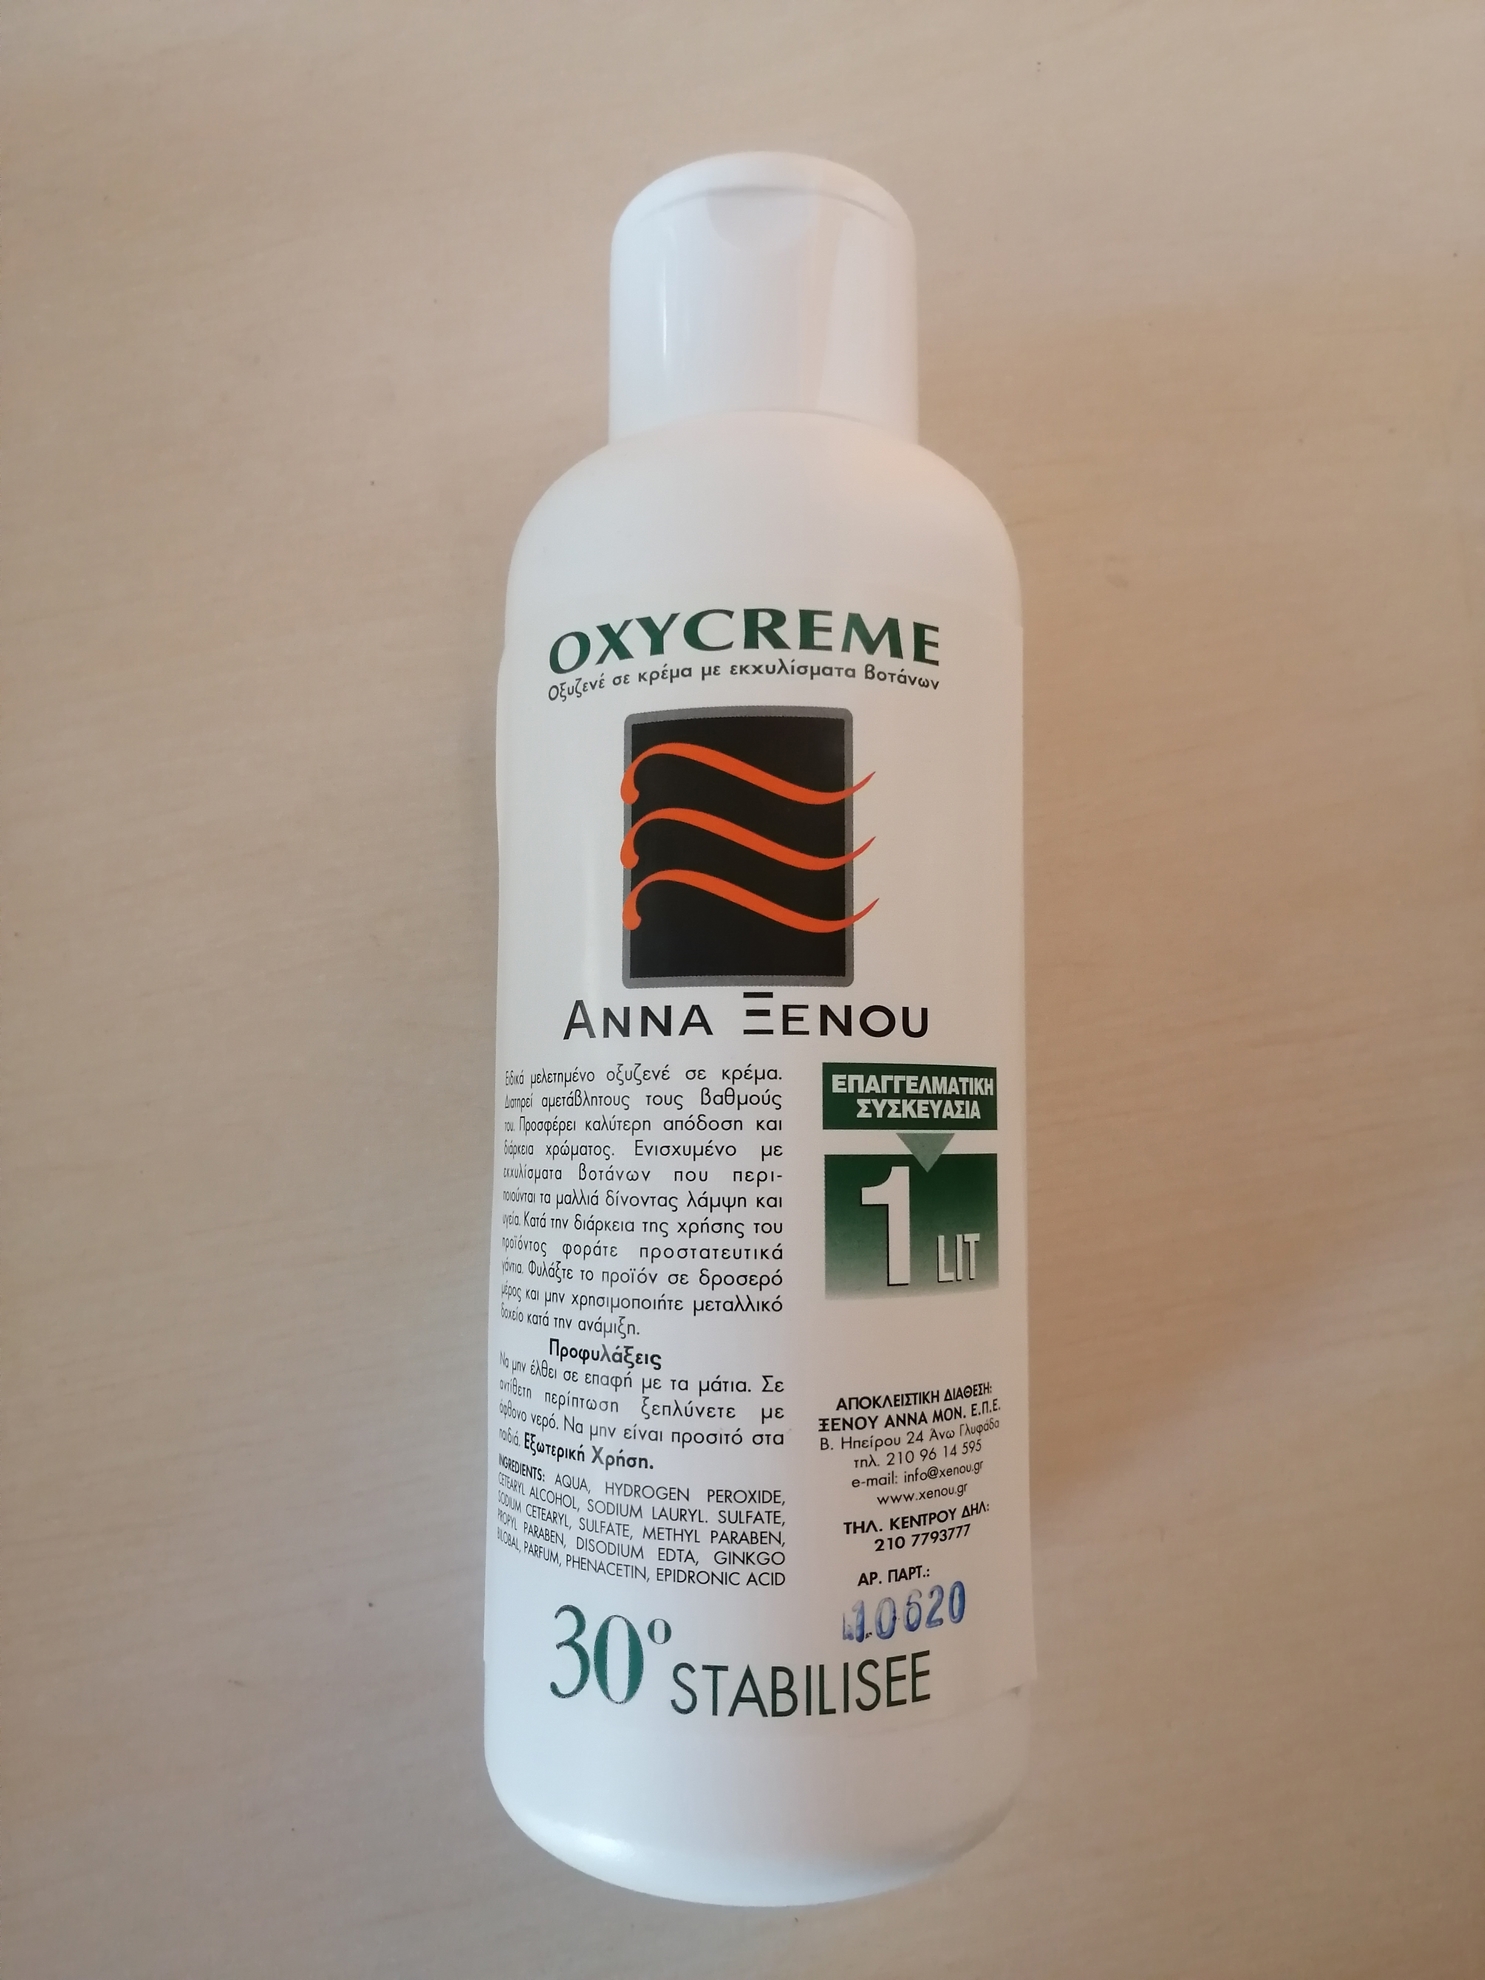 OXYCREME
Οξυζενέ σε κρέμα με εκχυλίσματα βοτάνων
ANNA ΞENOU
Ειδικά μελετημένο οξυζενέ σε κρέμα.
Διατηρεί αμετάβλητους τους βαθμούς
του. Προσφέρει καλύτερη απόδοση και
διάρκεια χρώματος. Ενισχυμένο με
εκχυλίσματα βοτάνων που περι-
ποιούνται τα μαλλιά δίνοντας λάμψη και
υγεία. Κατά την διάρκεια της χρήσης του
προϊόντος φοράτε προστατευτικά
γάντια. Φυλάξτε το προϊόν σε δροσερό
μέρος και μην χρησιμοποιήτε μεταλλικό
δοχείο κατά την ανάμιξη.
Προφυλάξεις
Να μην έλθει σε επαφή με τα μάτια. Σε
αντίθετη περίπτωση ξεπλύνετε με
άφθονο νερό. Να μην είναι προσιτό στα
παιδιά. Εξωτερική Χρήση.
INGREDIENTS: AQUA, HYDROGEN PEROXIDE,
CETEARYL ALCOHOL, SODIUM LAURYL. SULFATE,
SODIUM CETEARYL, SULFATE, METHYL PARABEN,
PROPYL PARABEN, DISODIUM EDTA, GINKGO
BILOBAL, PARFUM, PHENACETIN, EPIDRONIC ACID
ΕΠΑΓΓΕΛΜΑΤΙΚΗ
ΣΥΣΚΕΥΑΣΙΑ
1 LIT
ΑΠΟΚΛΕΙΣΤΙΚΗ ΔΙΑΘΕΣΗ:
ΞΕΝΟΥ ΑΝΝΑ ΜΟΝ. Ε.Π.Ε.
Β. Ηπείρου 24 Άνω Γλυφάδα
τηλ. 210 96 14 595
e-mail: info@xenou.gr
www.xenou.gr
ΤΗΛ. ΚΕΝΤΡΟΥ ΔΗΛ:
210 7793777
ΑΡ. ΠΑΡΤ.:
10620
30° STABILISEE